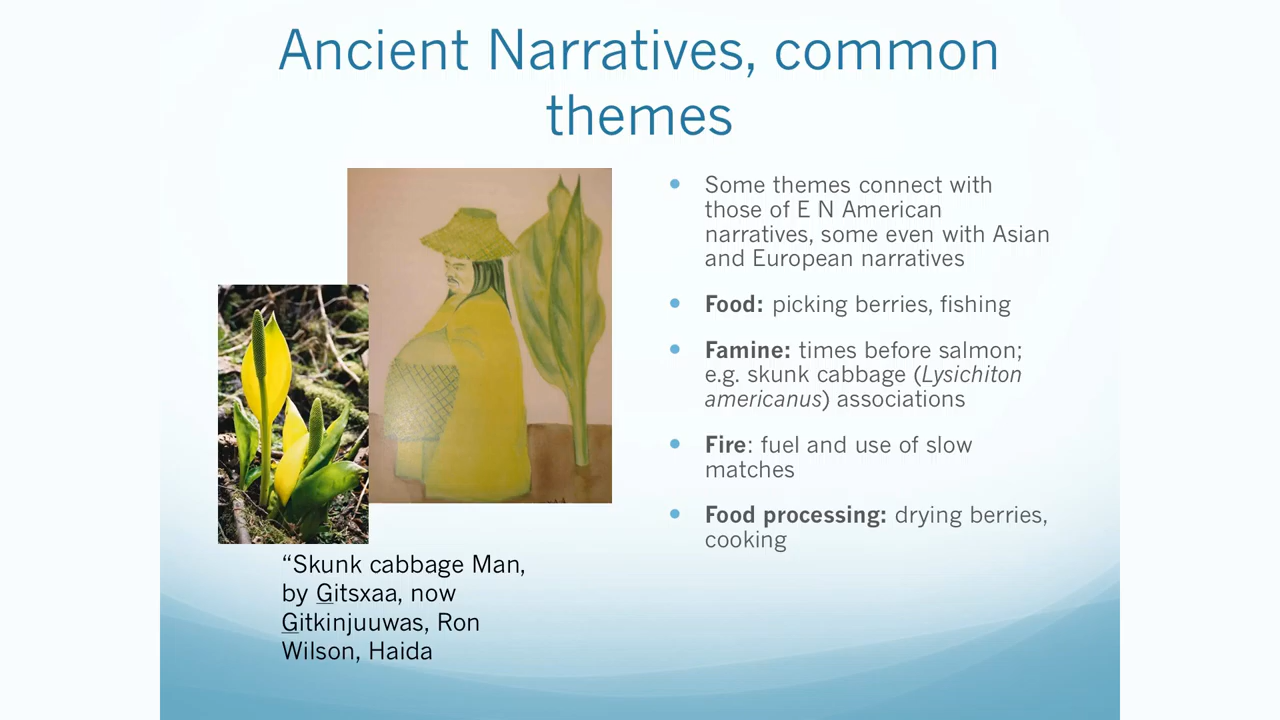 Ancient Narratives, common
themes
Some themes connect with
those of E N American
narratives, some even with Asian
and European narratives
Food: picking berries, fishing
Famine: times before salmon;
e.g. skunk cabbage (Lysichiton
americanus) associations
Fire: fuel and use of slow
matches
Food processing: drying berries,
cooking
“Skunk cabbage Man,
by G̲itsxaa, now
G̲itkinjuuwas, Ron
Wilson, Haida